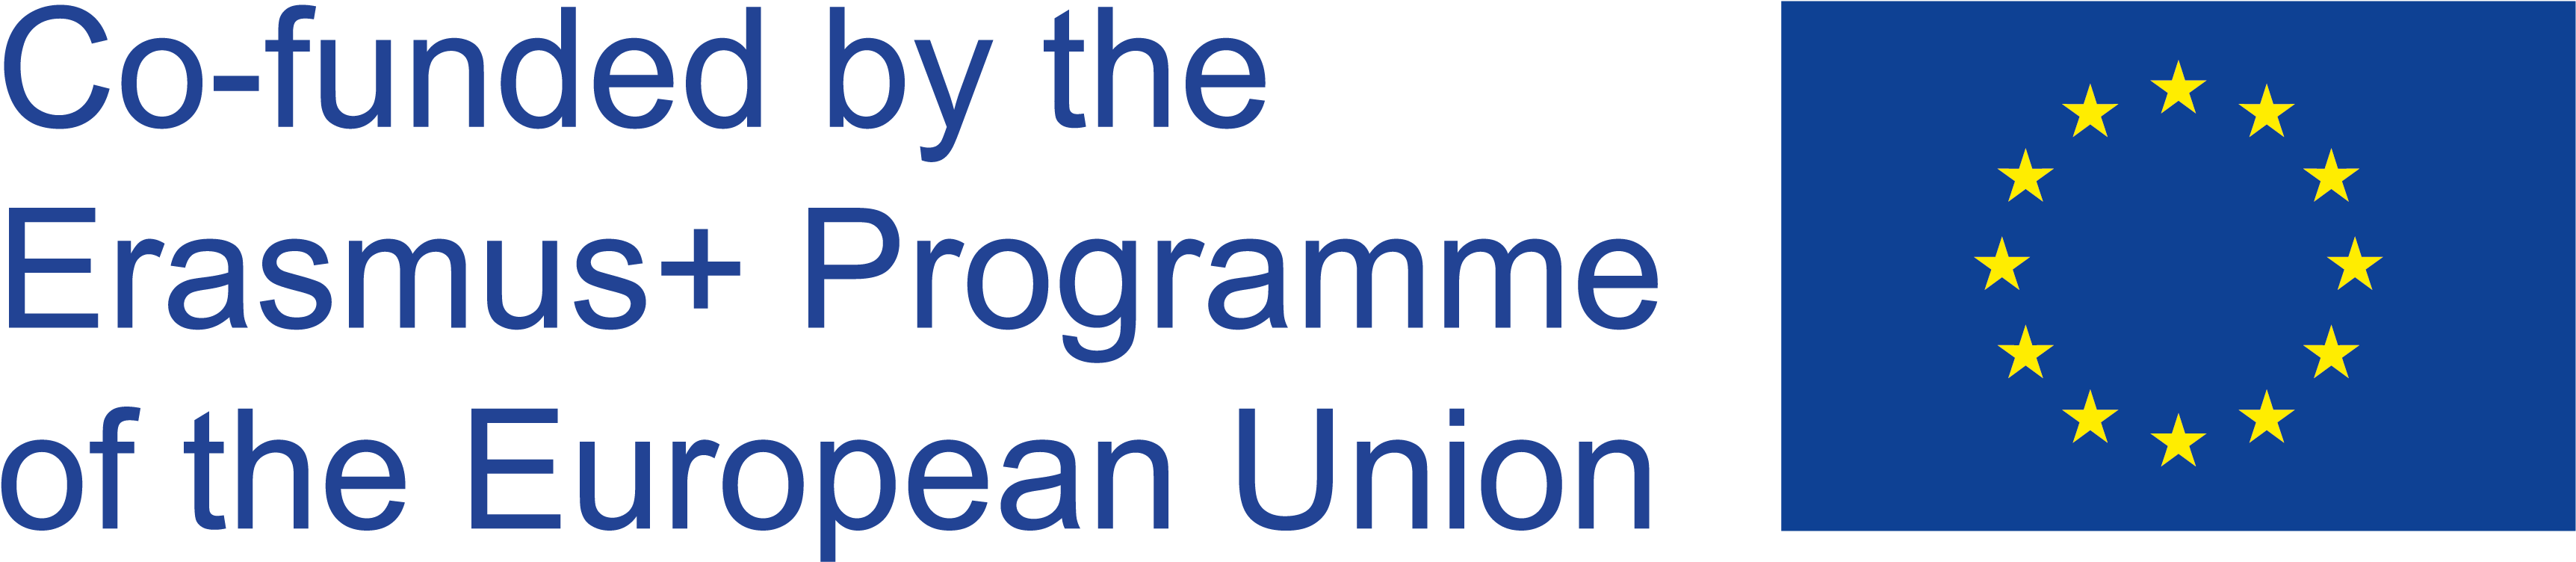 Co-funded by the
Erasmus+ Programme
of the European Union